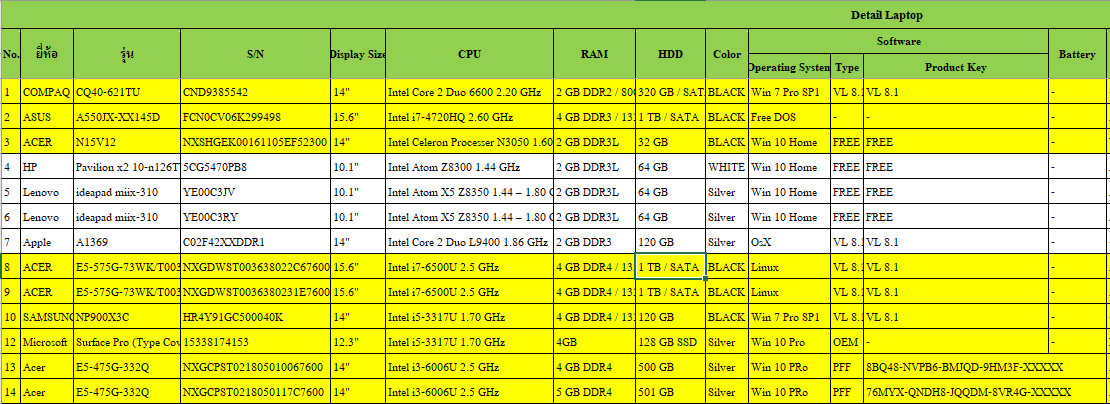 Detail Laptop
No. ยี่ห้อ รุ่น S/N Display Size CPU RAM HDD Color Software Battery
Operating System Type Product Key
1 COMPAQ CQ40-621TU CND9385542 14" Intel Core 2 Duo 6600 2.20 GHz 2 GB DDR2 / 80 320 GB / SAT BLACK Win 7 Pro SP1 VL 8.1 VL 8.1 -
2 ASUS A550JX-XX145D FCN0CV06K299498 15.6" Intel i7-4720HQ 2.60 GHz 4 GB DDR3 / 13 1 TB / SATA BLACK Free DOS - - -
3 ACER N15V12 NXSHGEK00161105EF52300 14" Intel Celeron Processer N3050 1.60 2 GB DDR3L 32 GB BLACK Win 10 Home FREE FREE -
4 HP Pavilion x2 10-n126T 5CG5470PB8 10.1" Intel Atom Z8300 1.44 GHz 2 GB DDR3L 64 GB WHITE Win 10 Home FREE FREE -
5 Lenovo ideapad miix-310 YE00C3JV 10.1" Intel Atom X5 Z8350 1.44 – 1.80 G 2 GB DDR3L 64 GB Silver Win 10 Home FREE FREE -
6 Lenovo ideapad miix-310 YE00C3RY 10.1" Intel Atom X5 Z8350 1.44 – 1.80 G 2 GB DDR3L 64 GB Silver Win 10 Home FREE FREE -
7 Apple A1369 C02F42XXDDR1 14" Intel Core 2 Duo L9400 1.86 GHz 2 GB DDR3 120 GB Silver OsX VL 8.1 VL 8.1 -
8 ACER E5-575G-73WK/T003 NXGDWST003638022C67600 15.6" Intel i7-6500U 2.5 GHz 4 GB DDR4 / 13 1 TB / SATA BLACK Linux VL 8.1 VL 8.1 -
9 ACER E5-575G-73WK/T003 NXGDWST0036380231E7600 15.6" Intel i7-6500U 2.5 GHz 4 GB DDR4 / 13 1 TB / SATA BLACK Linux VL 8.1 VL 8.1 -
10 SAMSUNG NP900X3C HR4Y91GC500040K 14" Intel i5-3317U 1.70 GHz 4 GB DDR4 / 13 120 GB BLACK Win 7 Pro SP1 VL 8.1 VL 8.1 -
12 Microsoft Surface Pro (Type Cov 15338174153 12.3" Intel i5-3317U 1.70 GHz 4GB 128 GB SSD Silver Win 10 Pro OEM - -
13 Acer E5-475G-332Q NXGCPST021805010067600 14" Intel i3-6006U 2.5 GHz 4 GB DDR4 500 GB Silver Win 10 PRo PFF 8BQ48-NVPB6-BMJQD-9HM3F-XXXXX
14 Acer E5-475G-332Q NXGCPST0218050117C7600 14" Intel i3-6006U 2.5 GHz 5 GB DDR4 501 GB Silver Win 10 PRo PFF 76MYX-QNDH8-JQQDM-8VR4G-XXXXX